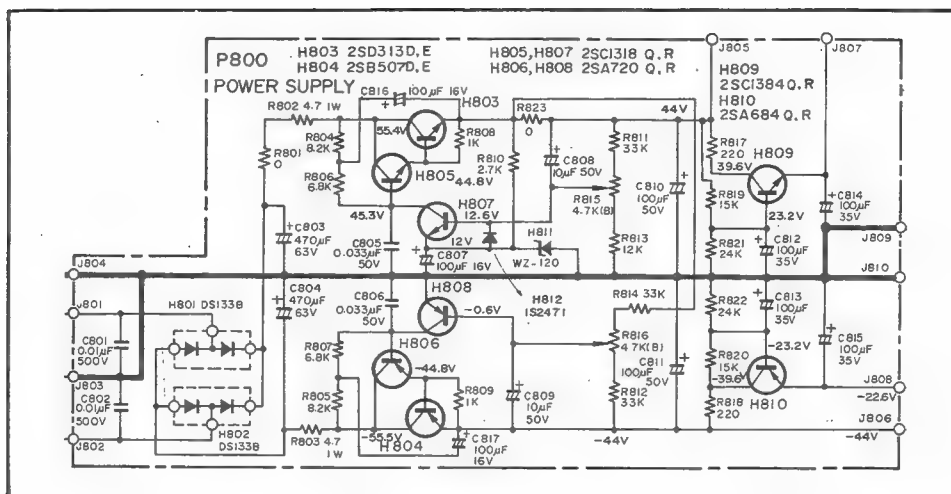 P800
POWER SUPPLY
H803 2SD313D.E
H804 2SB507D.E
H805,H807 2SC1318 Q.R
H806,H808 2SA720 Q.R
J805
J807
H809
2SC1384Q.R
H810
2SA684Q.R
C816
100μF 16V
H803
R802 4.7 1W
55.4V
R804
8.2K
R808
1K
R823
0
44V
R811
33K
R817
220
39.6V
H809
R801
0
R806
6.8K
H805
44.8V
R810
2.7K
C808
10μF 50V
R815
4.7K(B)
C810
100μF
50V
R819
15K
C814
100μF
35V
H807
12.6V
45.3V
C803
470μF
63V
C805
0.033μF
50V
12V
H811
WZ-120
R813
12K
23.2V
R821
24K
C812
100μF
35V
J809
C807
100μF 16V
J804
J810
C804
470μF
63V
H808
C806
0.033μF
50V
H812
1S2471
R814 33K
R822
24K
C813
100μF
35V
J801
H801 DS133B
-0.6V
R816
4.7K(B)
C801
0.01μF
500V
R807
6.8K
H806
-44.8V
C811
100μF
50V
R820
15K
-23.2V
C815
100μF
35V
J803
C802
0.01μF
500V
R805
8.2K
R809
1K
C809
10μF
50V
R812
33K
-39.6V
R818
220
H810
J808
-22.6V
H802
DS133B
R803 4.7
1W
-55.5V
H804
C817
100μF
16V
-44V
J806
-44V
J802